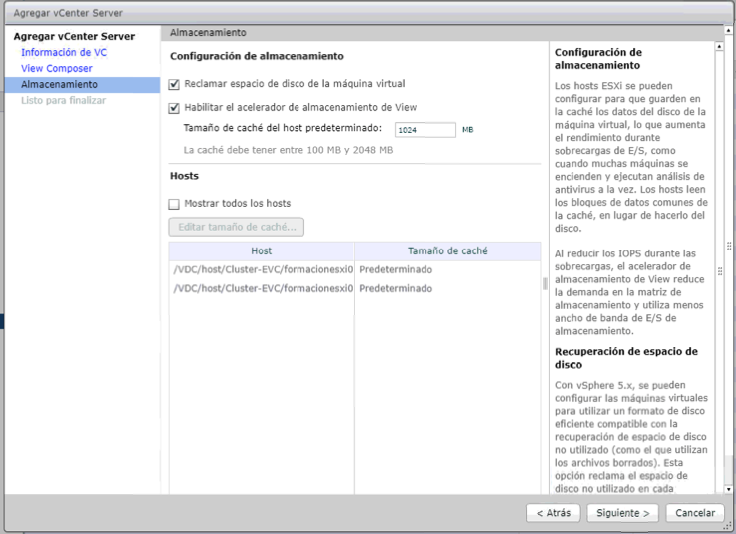 Agregar vCenter Server
Agregar vCenter Server
Información de VC
View Composer
Almacenamiento
Listo para finalizar
Almacenamiento
Configuración de almacenamiento
Reclamar espacio de disco de la máquina virtual
Habilitar el acelerador de almacenamiento de View
Tamaño de caché del host predeterminado: 1024 MB
La caché debe tener entre 100 MB y 2048 MB
Hosts
Mostrar todos los hosts
Editar tamaño de caché...
Host Tamaño de caché
/VDC/host/Cluster-EVC/formacionesxi0 Predeterminado
/VDC/host/Cluster-EVC/formacionesxi0 Predeterminado
Configuración de
almacenamiento
Los hosts ESXi se pueden
configurar para que guarden en
la caché los datos del disco de la
máquina virtual, lo que aumenta
el rendimiento durante
sobrecargas de E/S, como
cuando muchas máquinas se
encienden y ejecutan análisis de
antivirus a la vez. Los hosts leen
los bloques de datos comunes de
la caché, en lugar de hacerlo del
disco.
Al reducir los IOPS durante las
sobrecargas, el acelerador de
almacenamiento de View reduce
la demanda en la matriz de
almacenamiento y utiliza menos
ancho de banda de E/S de
almacenamiento.
Recuperación de espacio de
disco
Con vSphere 5.x, se pueden
configurar las máquinas virtuales
para utilizar un formato de disco
eficiente compatible con la
recuperación de espacio de disco
no utilizado (como el que utilizan
los archivos borrados). Esta
opción reclama el espacio de
disco no utilizado en cada
< Atrás Siguiente > Cancelar